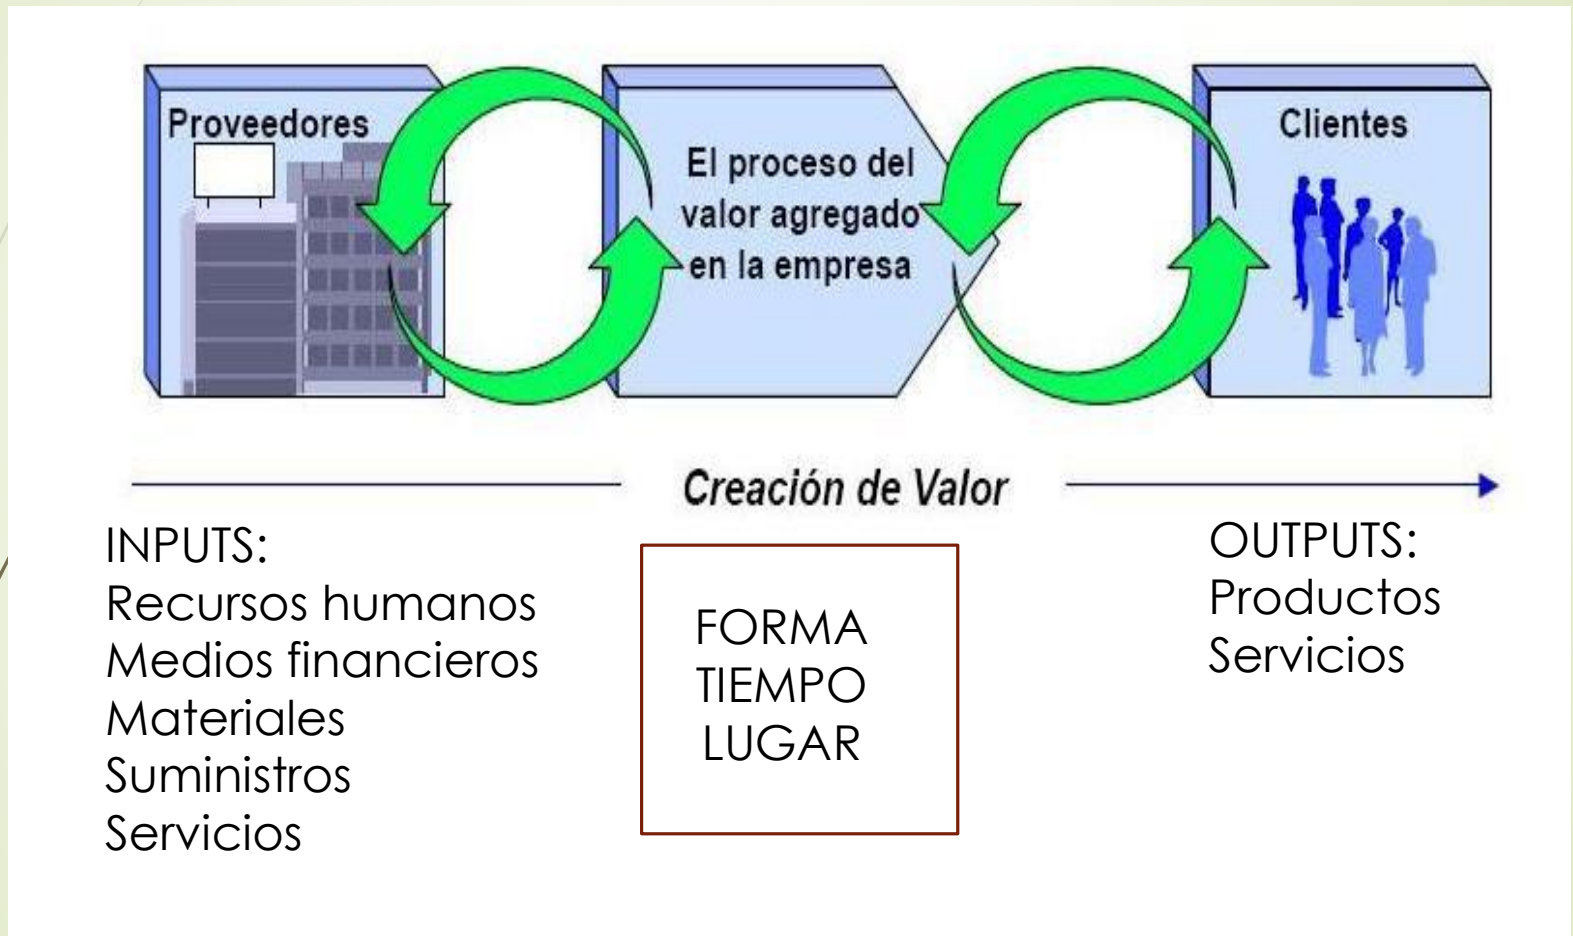 Proveedores
El proceso del
valor agregado
en la empresa
Clientes
Creación de Valor
INPUTS:
Recursos humanos
Medios financieros
Materiales
Suministros
Servicios
FORMA
TIEMPO
LUGAR
OUTPUTS:
Productos
Servicios